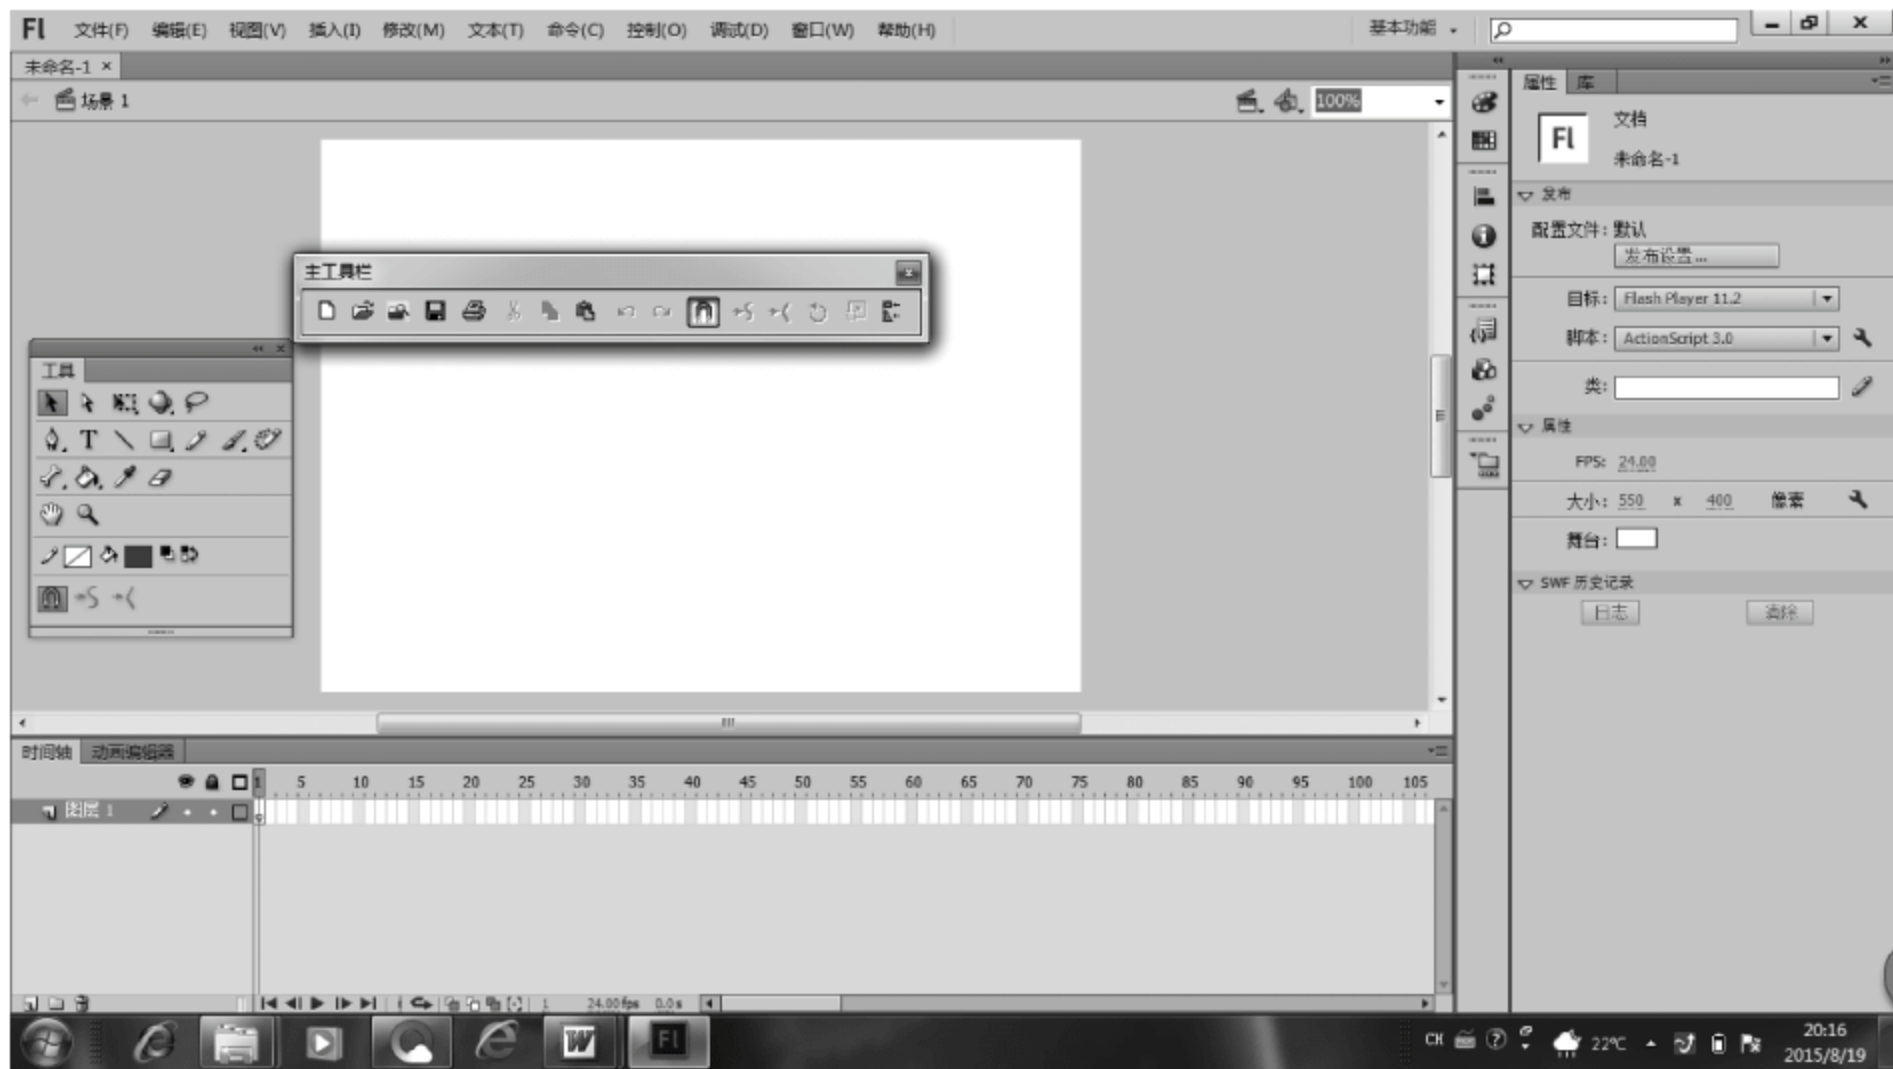 Fl 文件(F) 编辑(E) 视图(V) 插入(I) 修改(M) 文本(T) 命令(C) 控制(O) 调试(D) 窗口(W) 帮助(H) 基本功能
未命名-1 ×
场景 1 100%
主工具栏
工具
T
属性 库
Fl
文档
未命名-1
发布
配置文件: 默认
发布设置...
目标: Flash Player 11.2
脚本: ActionScript 3.0
类:
属性
FPS: 24.00
大小: 550 x 400 像素
舞台:
SWF 历史记录
日志 清除
时间轴 动画编辑器
1 5 10 15 20 25 30 35 40 45 50 55 60 65 70 75 80 85 90 95 100 105
图层 1
1 24.00 fps 0.0 s
W Fl CH 22℃ 20:16
2015/8/19